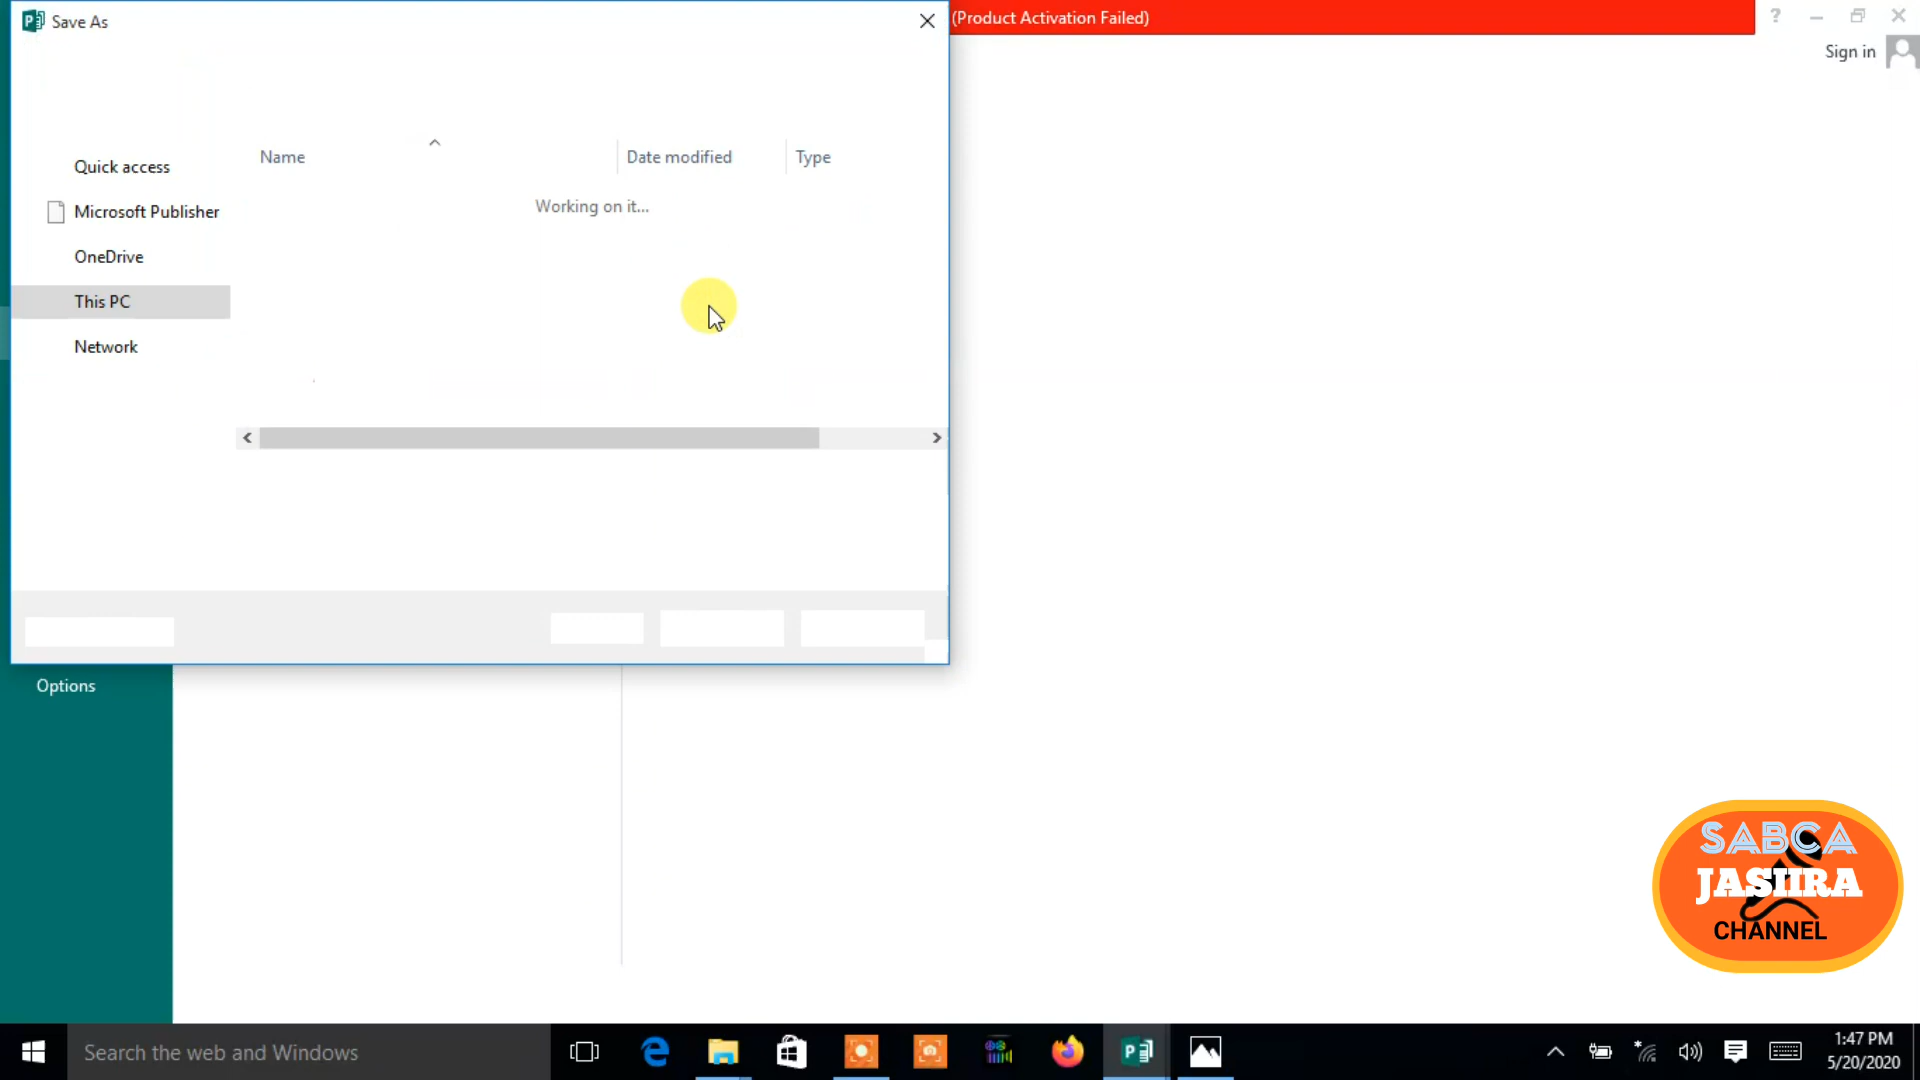 Save As
(Product Activation Failed)
?
Sign in
Name
Date modified
Type
Quick access
Working on it...
Microsoft Publisher
OneDrive
This PC
Network
Options
SABCA
JASIIRA
CHANNEL
Search the web and Windows
1:47 PM
5/20/2020